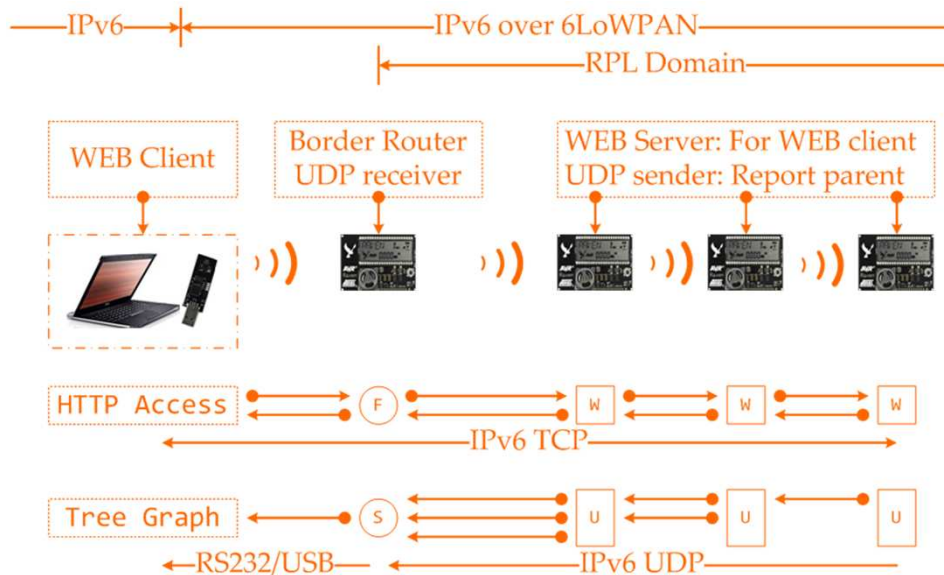 IPv6
IPv6 over 6LoWPAN
RPL Domain
WEB Client
Border Router
UDP receiver
WEB Server: For WEB client
UDP sender: Report parent
HTTP Access
F
W
W
W
IPv6 TCP
Tree Graph
S
U
U
U
RS232/USB
IPv6 UDP